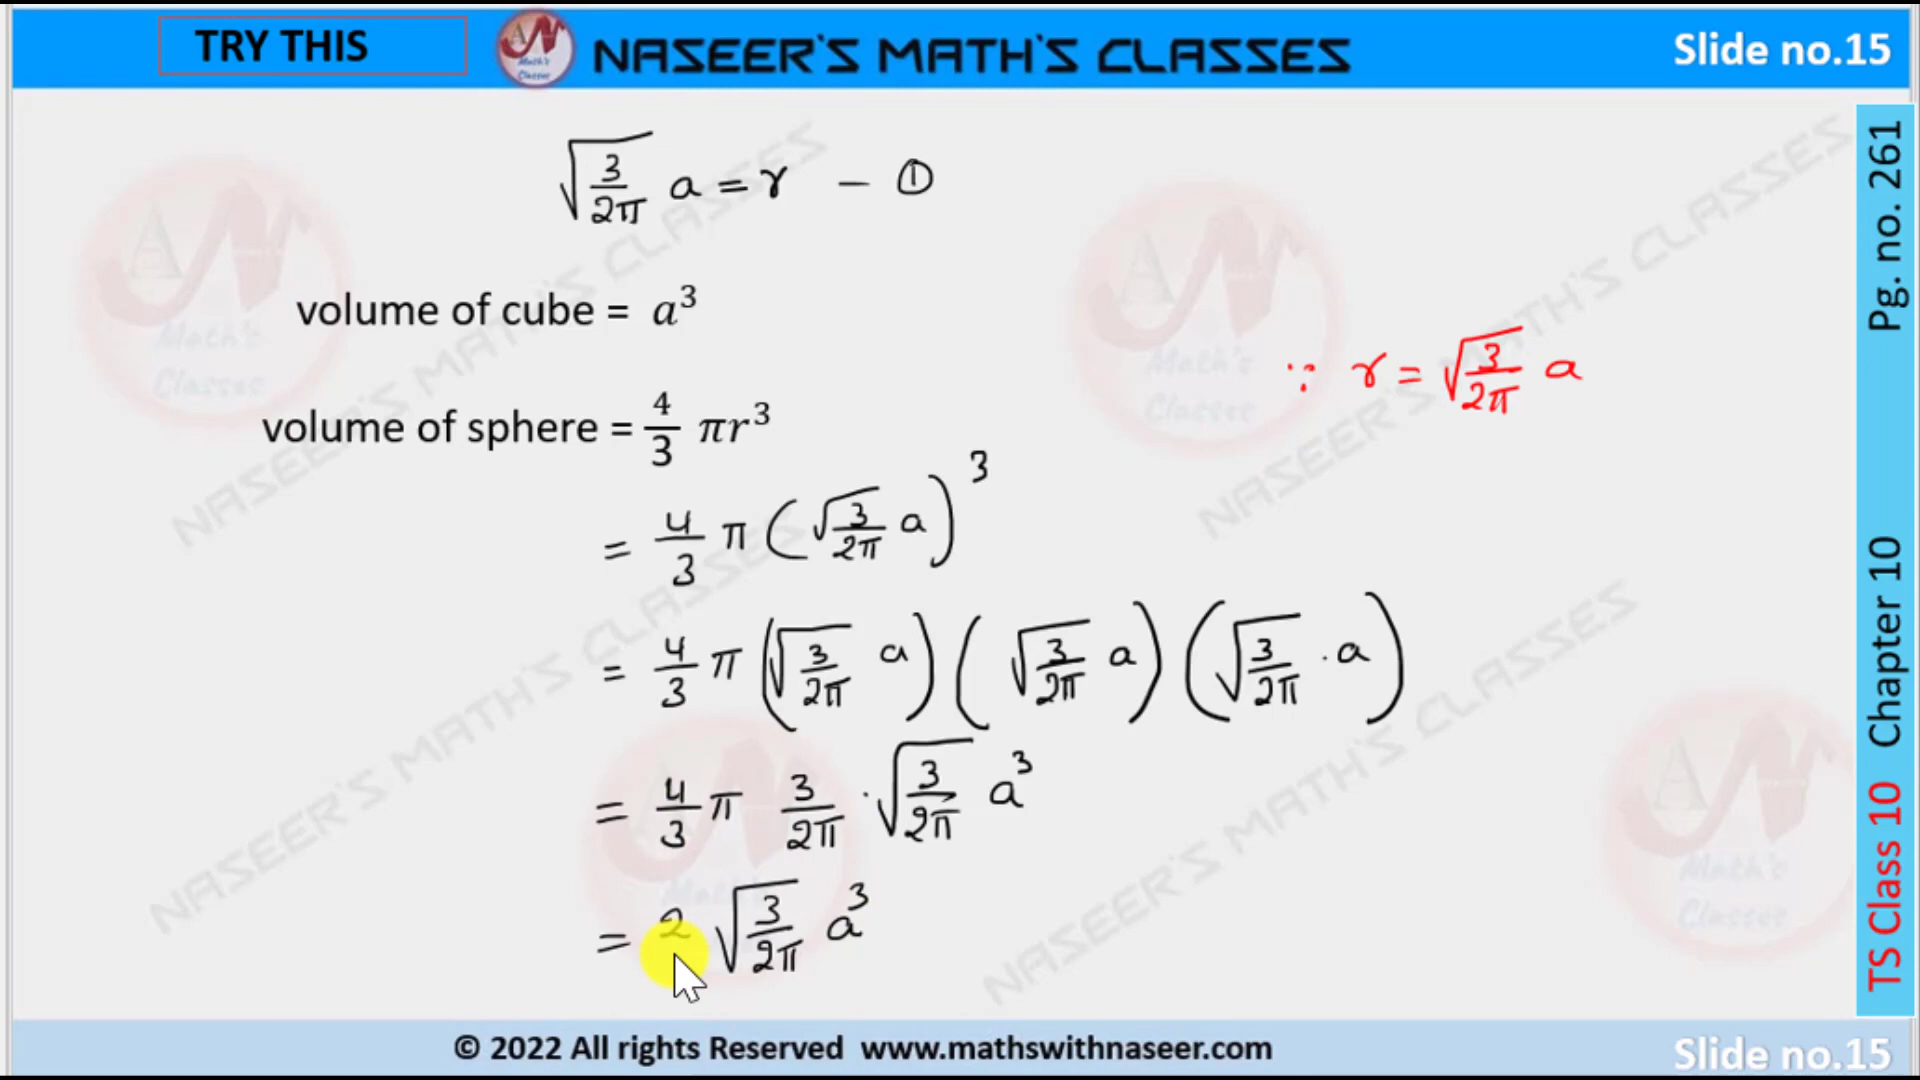 TRY THIS
AN Math's Classes
NASEER'S MATH'S CLASSES
Slide no.15
√(3/2π) a = r – ①
volume of cube = a³
∵ r = √(3/2π) a
volume of sphere = 4/3 πr³
= 4/3 π (√(3/2π) a)³
= 4/3 π (√(3/2π) a) (√(3/2π) a) (√(3/2π) . a)
= 4/3 π 3/2π . √(3/2π) a³
= 2 √(3/2π) a³
TS Class 10 Chapter 10 Pg. no. 261
© 2022 All rights Reserved www.mathswithnaseer.com
Slide no.15